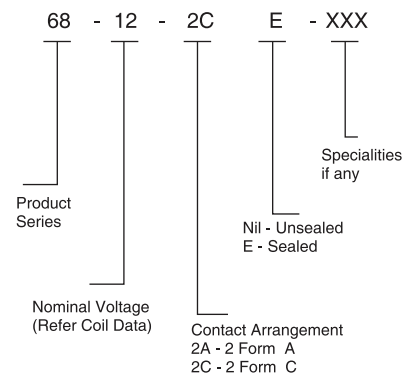 68 - 12 - 2C E - XXX
Specialities
if any
Product
Series
Nil - Unsealed
E - Sealed
Nominal Voltage
(Refer Coil Data)
Contact Arrangement
2A - 2 Form A
2C - 2 Form C